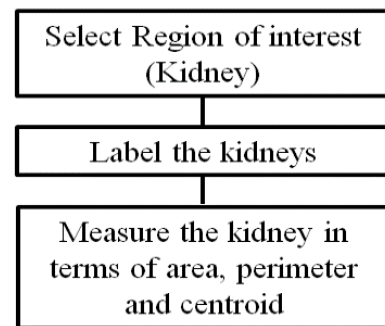 Select Region of interest
(Kidney)
Label the kidneys
Measure the kidney in
terms of area, perimeter
and centroid